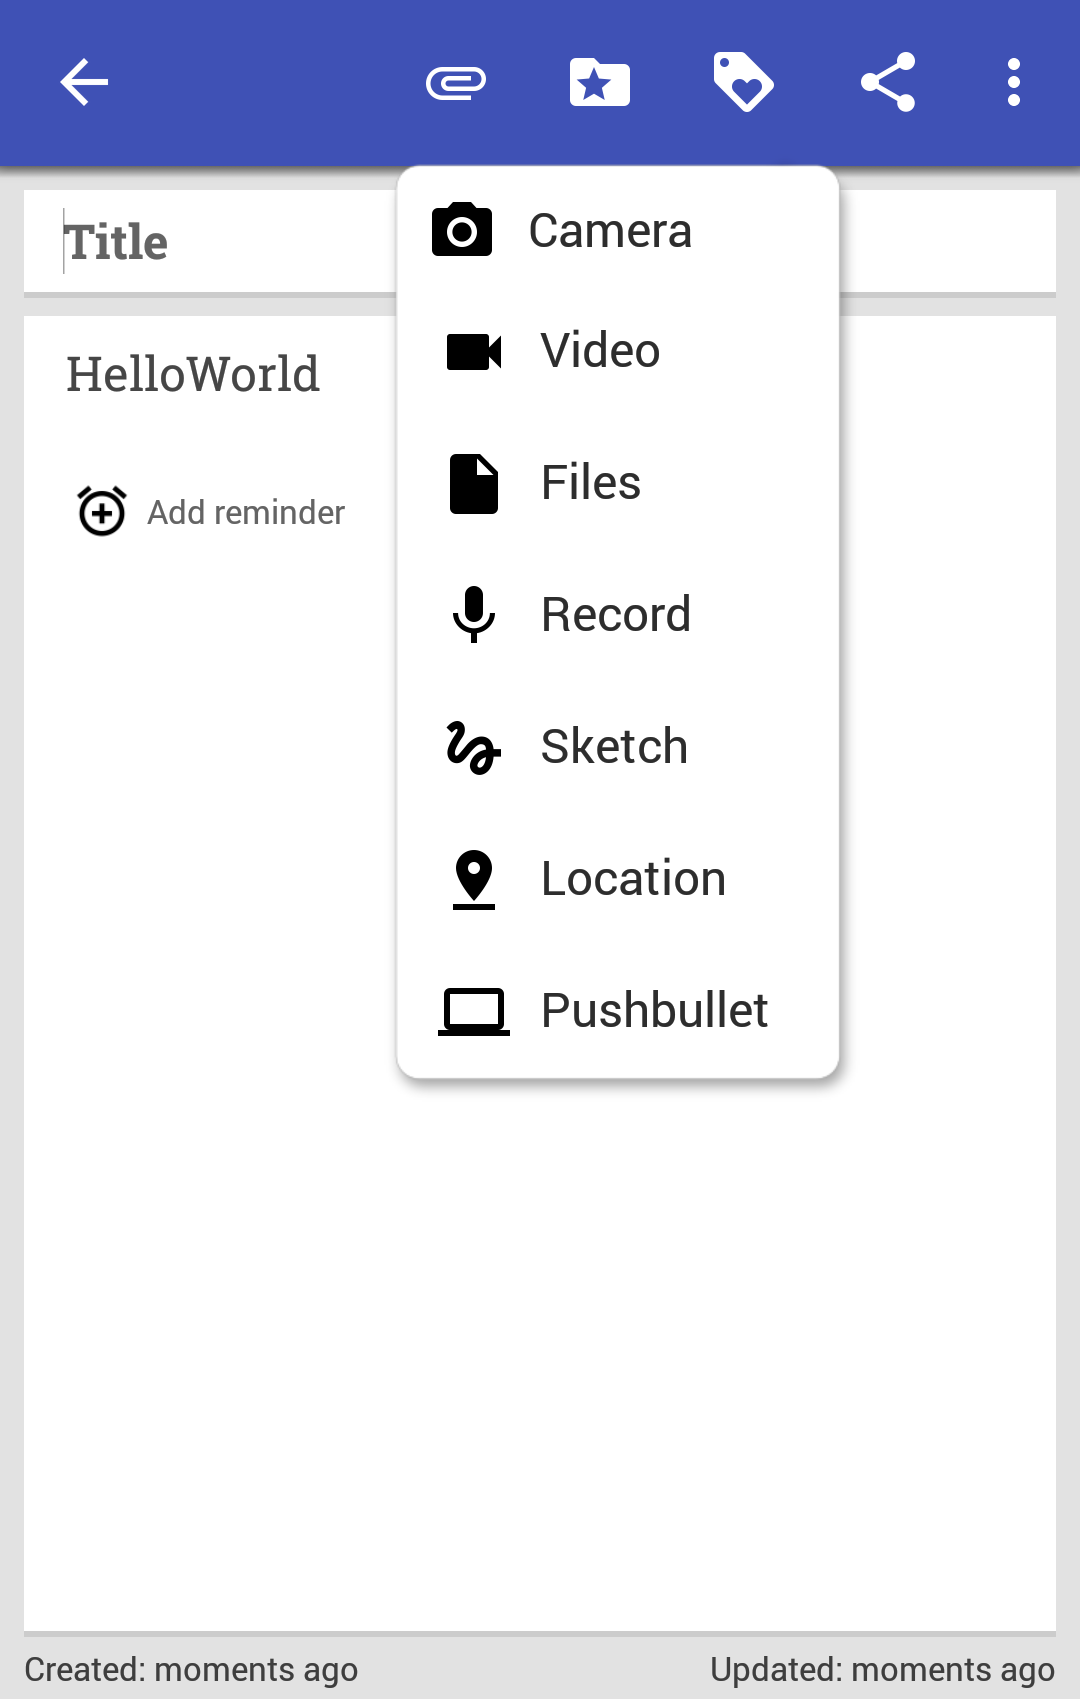 Title
HelloWorld
Add reminder
Camera
Video
Files
Record
Sketch
Location
Pushbullet
Created: moments ago
Updated: moments ago